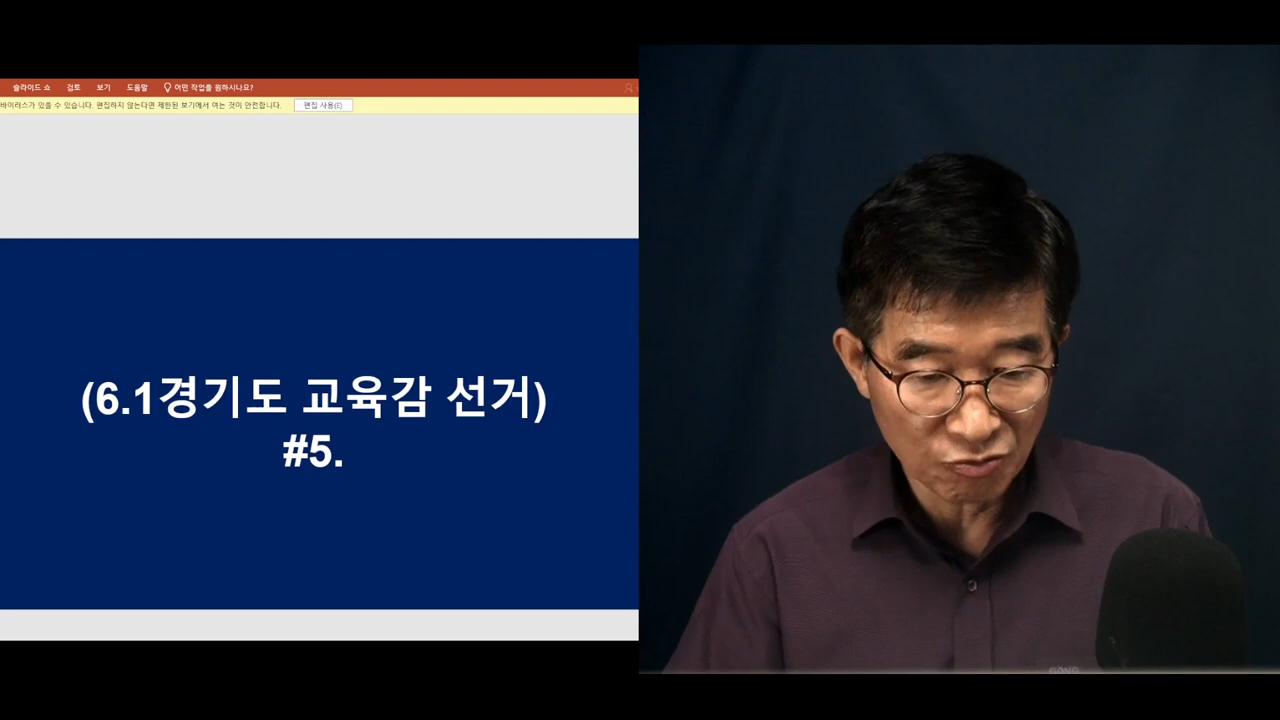 슬라이드 쇼 검토 보기 도움말 어떤 작업을 원하시나요?
바이러스가 있을 수 있습니다. 편집하지 않는다면 제한된 보기에서 여는 것이 안전합니다. 편집 사용(E)
(6.1경기도 교육감 선거)
#5.